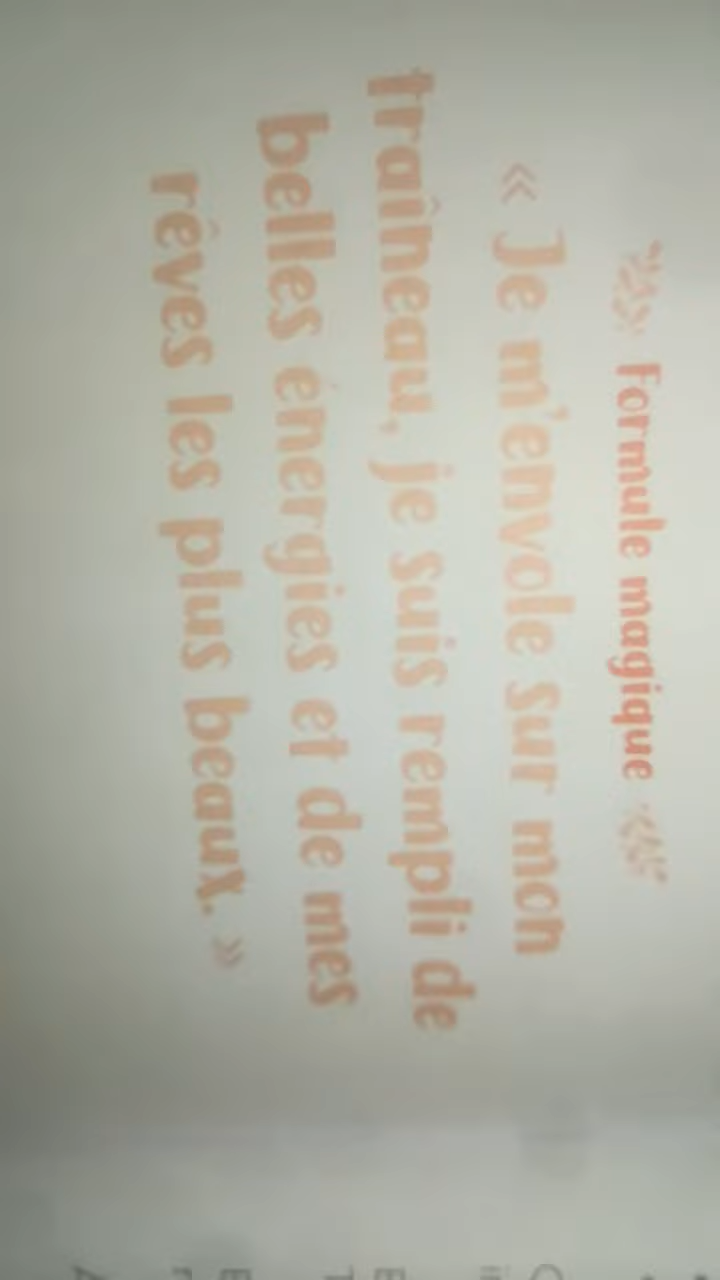 Formule magique
« Je m'envole sur mon
traîneau, je suis rempli de
belles énergies et de mes
rêves les plus beaux. »